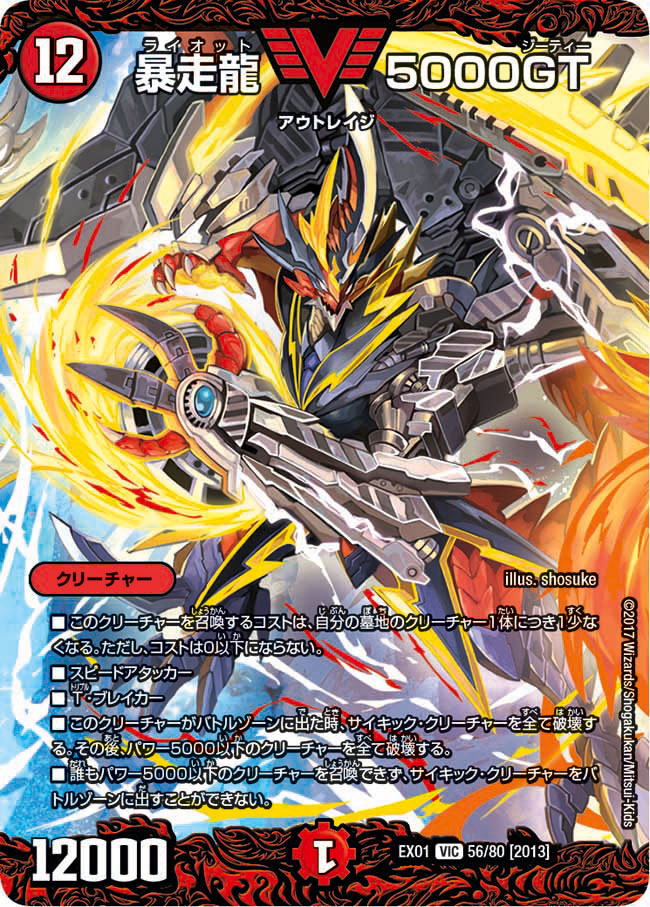 12
ライオット ジーティー
暴走龍 5000GT
アウトレイジ
クリーチャー
illus. shosuke
■このクリーチャーを召喚するコストは、自分の墓地のクリーチャー1体につき1少な
くなる。ただし、コストは0以下にならない。
■スピードアタッカー
■T・ブレイカー
■このクリーチャーがバトルゾーンに出た時、サイキック・クリーチャーを全て破壊す
る。その後、パワー5000以下のクリーチャーを全て破壊する。
■誰もパワー5000以下のクリーチャーを召喚できず、サイキック・クリーチャーをバ
トルゾーンに出すことができない。
©2017 Wizards/Shogakukan/Mitsui-Kids
12000
1
EX01 VIC 56/80 [2013]